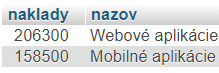 naklady nazov
206300 Webové aplikácie
158500 Mobilné aplikácie